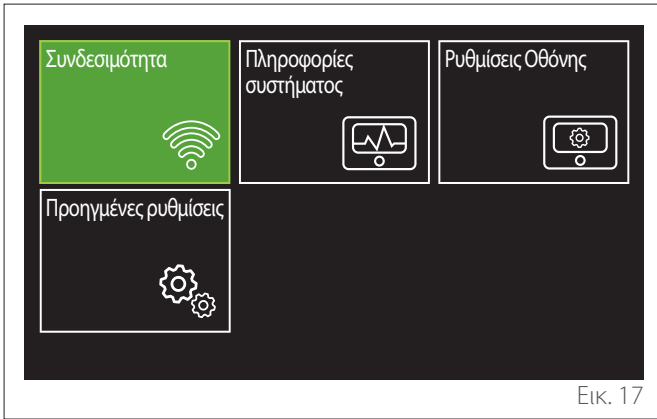 Συνδεσιμότητα
Πληροφορίες
συστήματος
Ρυθμίσεις Οθόνης
Προηγμένες ρυθμίσεις
Εικ. 17